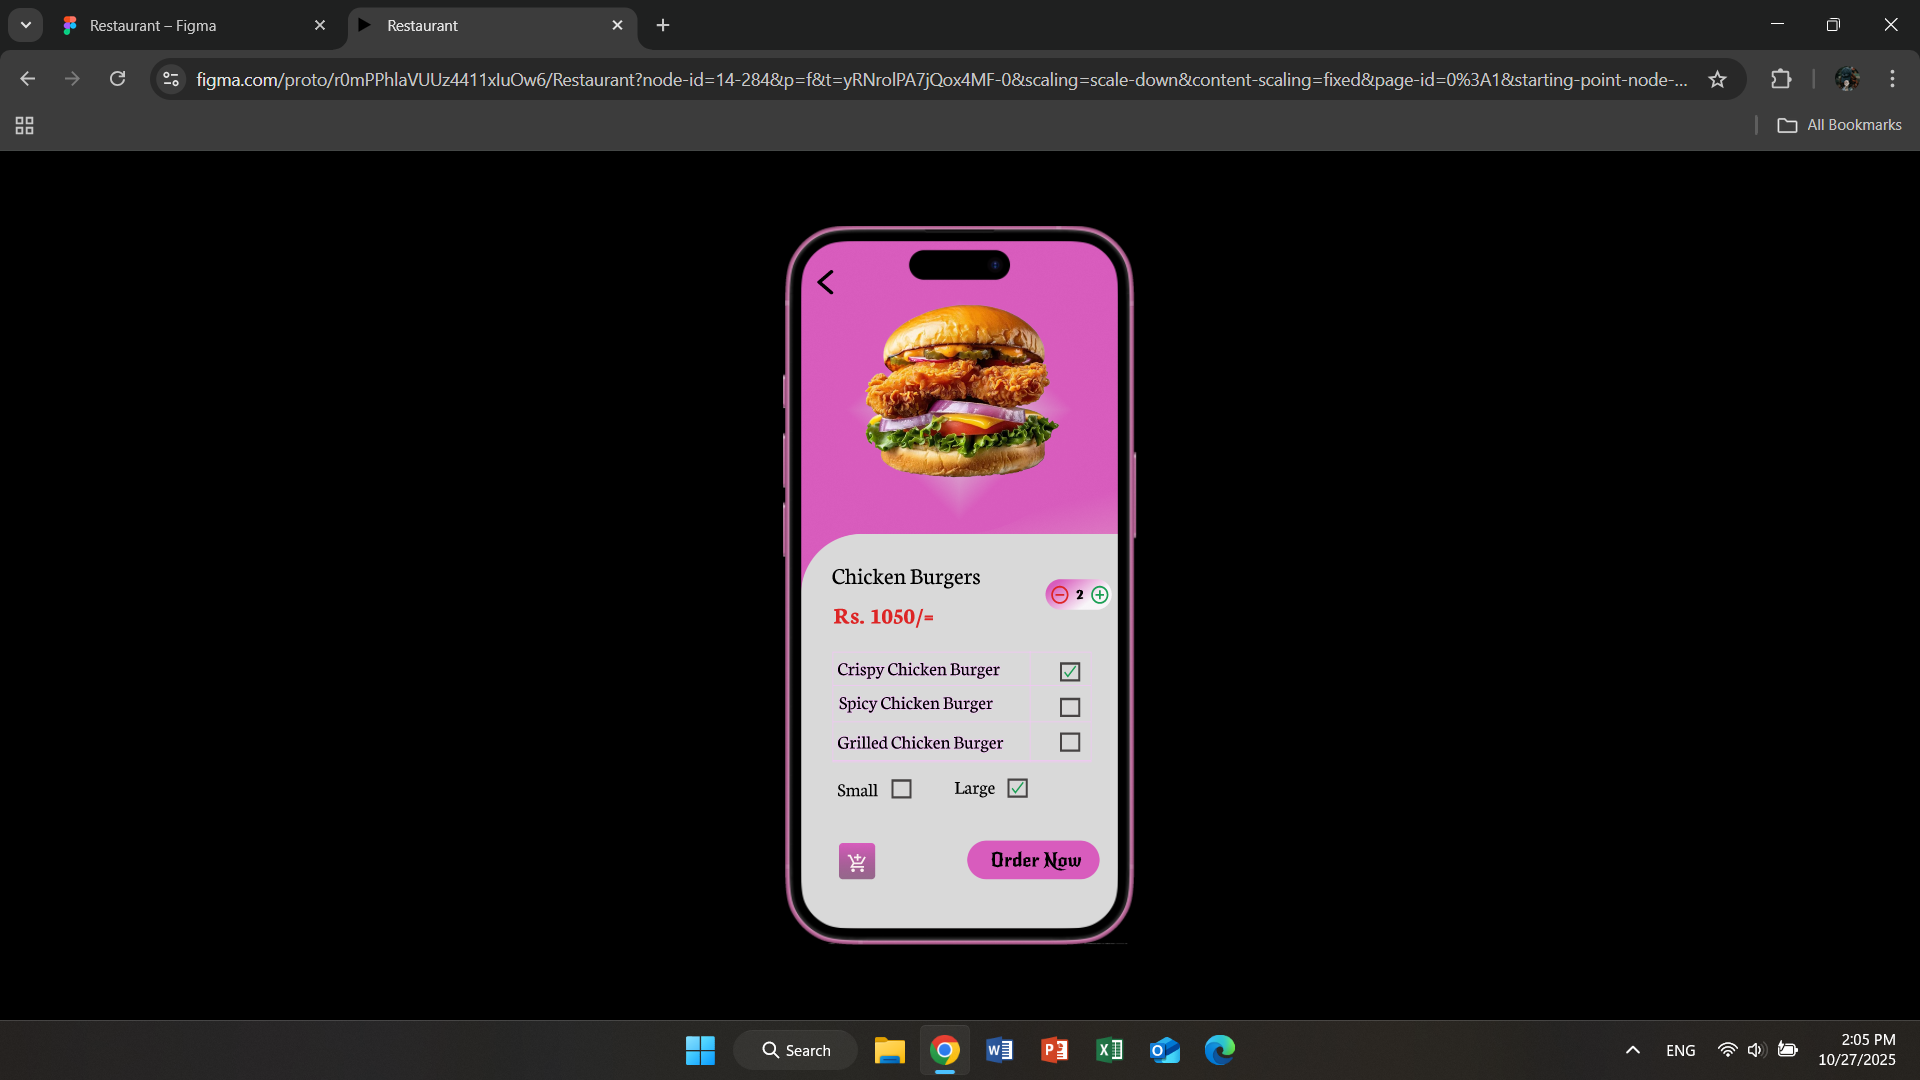 Restaurant – Figma
Restaurant
figma.com/proto/r0mPPhlaVUUz4411xIuOw6/Restaurant?node-id=14-284&p=f&t=yRNrolPA7jQox4MF-0&scaling=scale-down&content-scaling=fixed&page-id=0%3A1&starting-point-node-...
All Bookmarks
Chicken Burgers
2
Rs. 1050/=
Crispy Chicken Burger
Spicy Chicken Burger
Grilled Chicken Burger
Small
Large
Order Now
Search
ENG
2:05 PM
10/27/2025